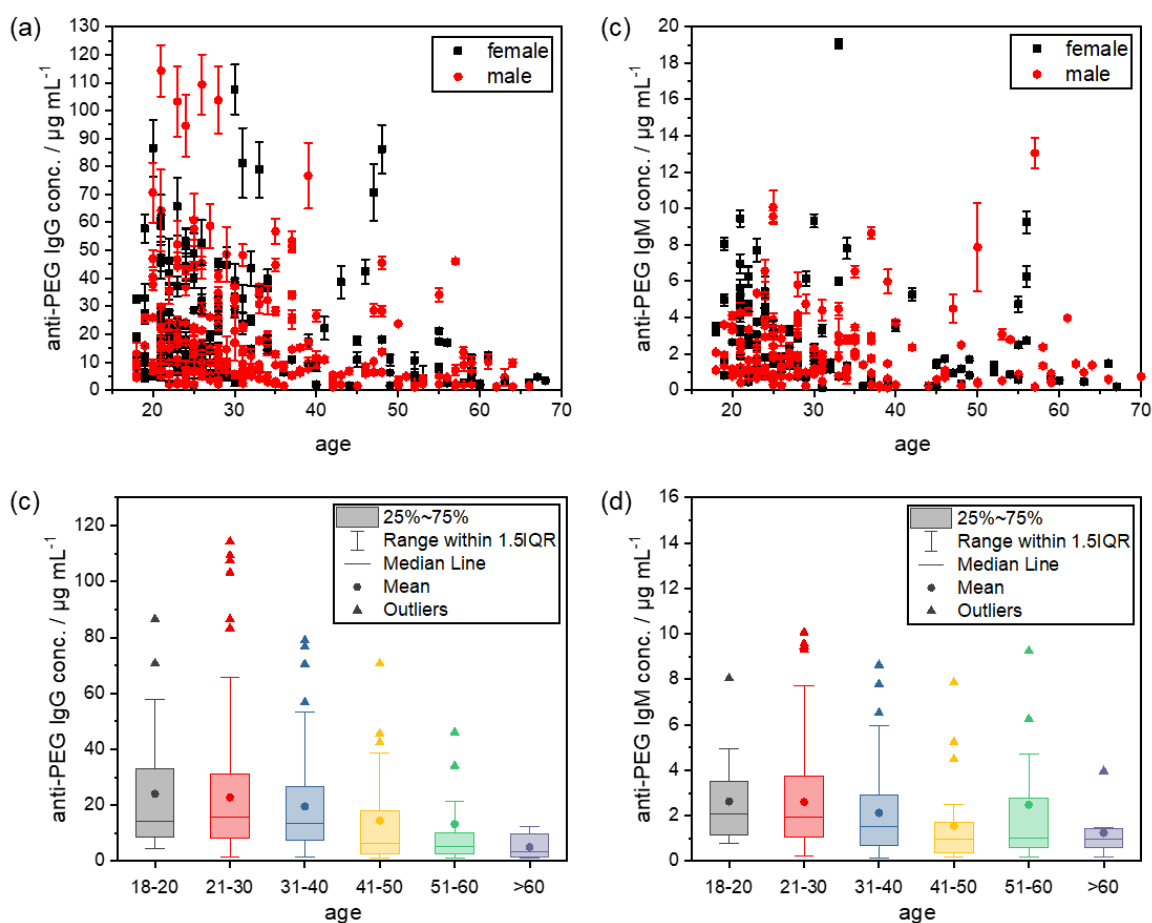 (a)
anti-PEG IgG conc. / µg mL⁻¹
130
120
110
100
90
80
70
60
50
40
30
20
10
0
female
male
20 30 40 50 60 70
age
(c)
anti-PEG IgM conc. / µg mL⁻¹
20
18
16
14
12
10
8
6
4
2
0
female
male
20 30 40 50 60 70
age
(c)
anti-PEG IgG conc. / µg mL⁻¹
120
100
80
60
40
20
0
25%~75%
Range within 1.5IQR
Median Line
Mean
Outliers
18-20 21-30 31-40 41-50 51-60 >60
age
(d)
anti-PEG IgM conc. / µg mL⁻¹
16
14
12
10
8
6
4
2
0
25%~75%
Range within 1.5IQR
Median Line
Mean
Outliers
18-20 21-30 31-40 41-50 51-60 >60
age